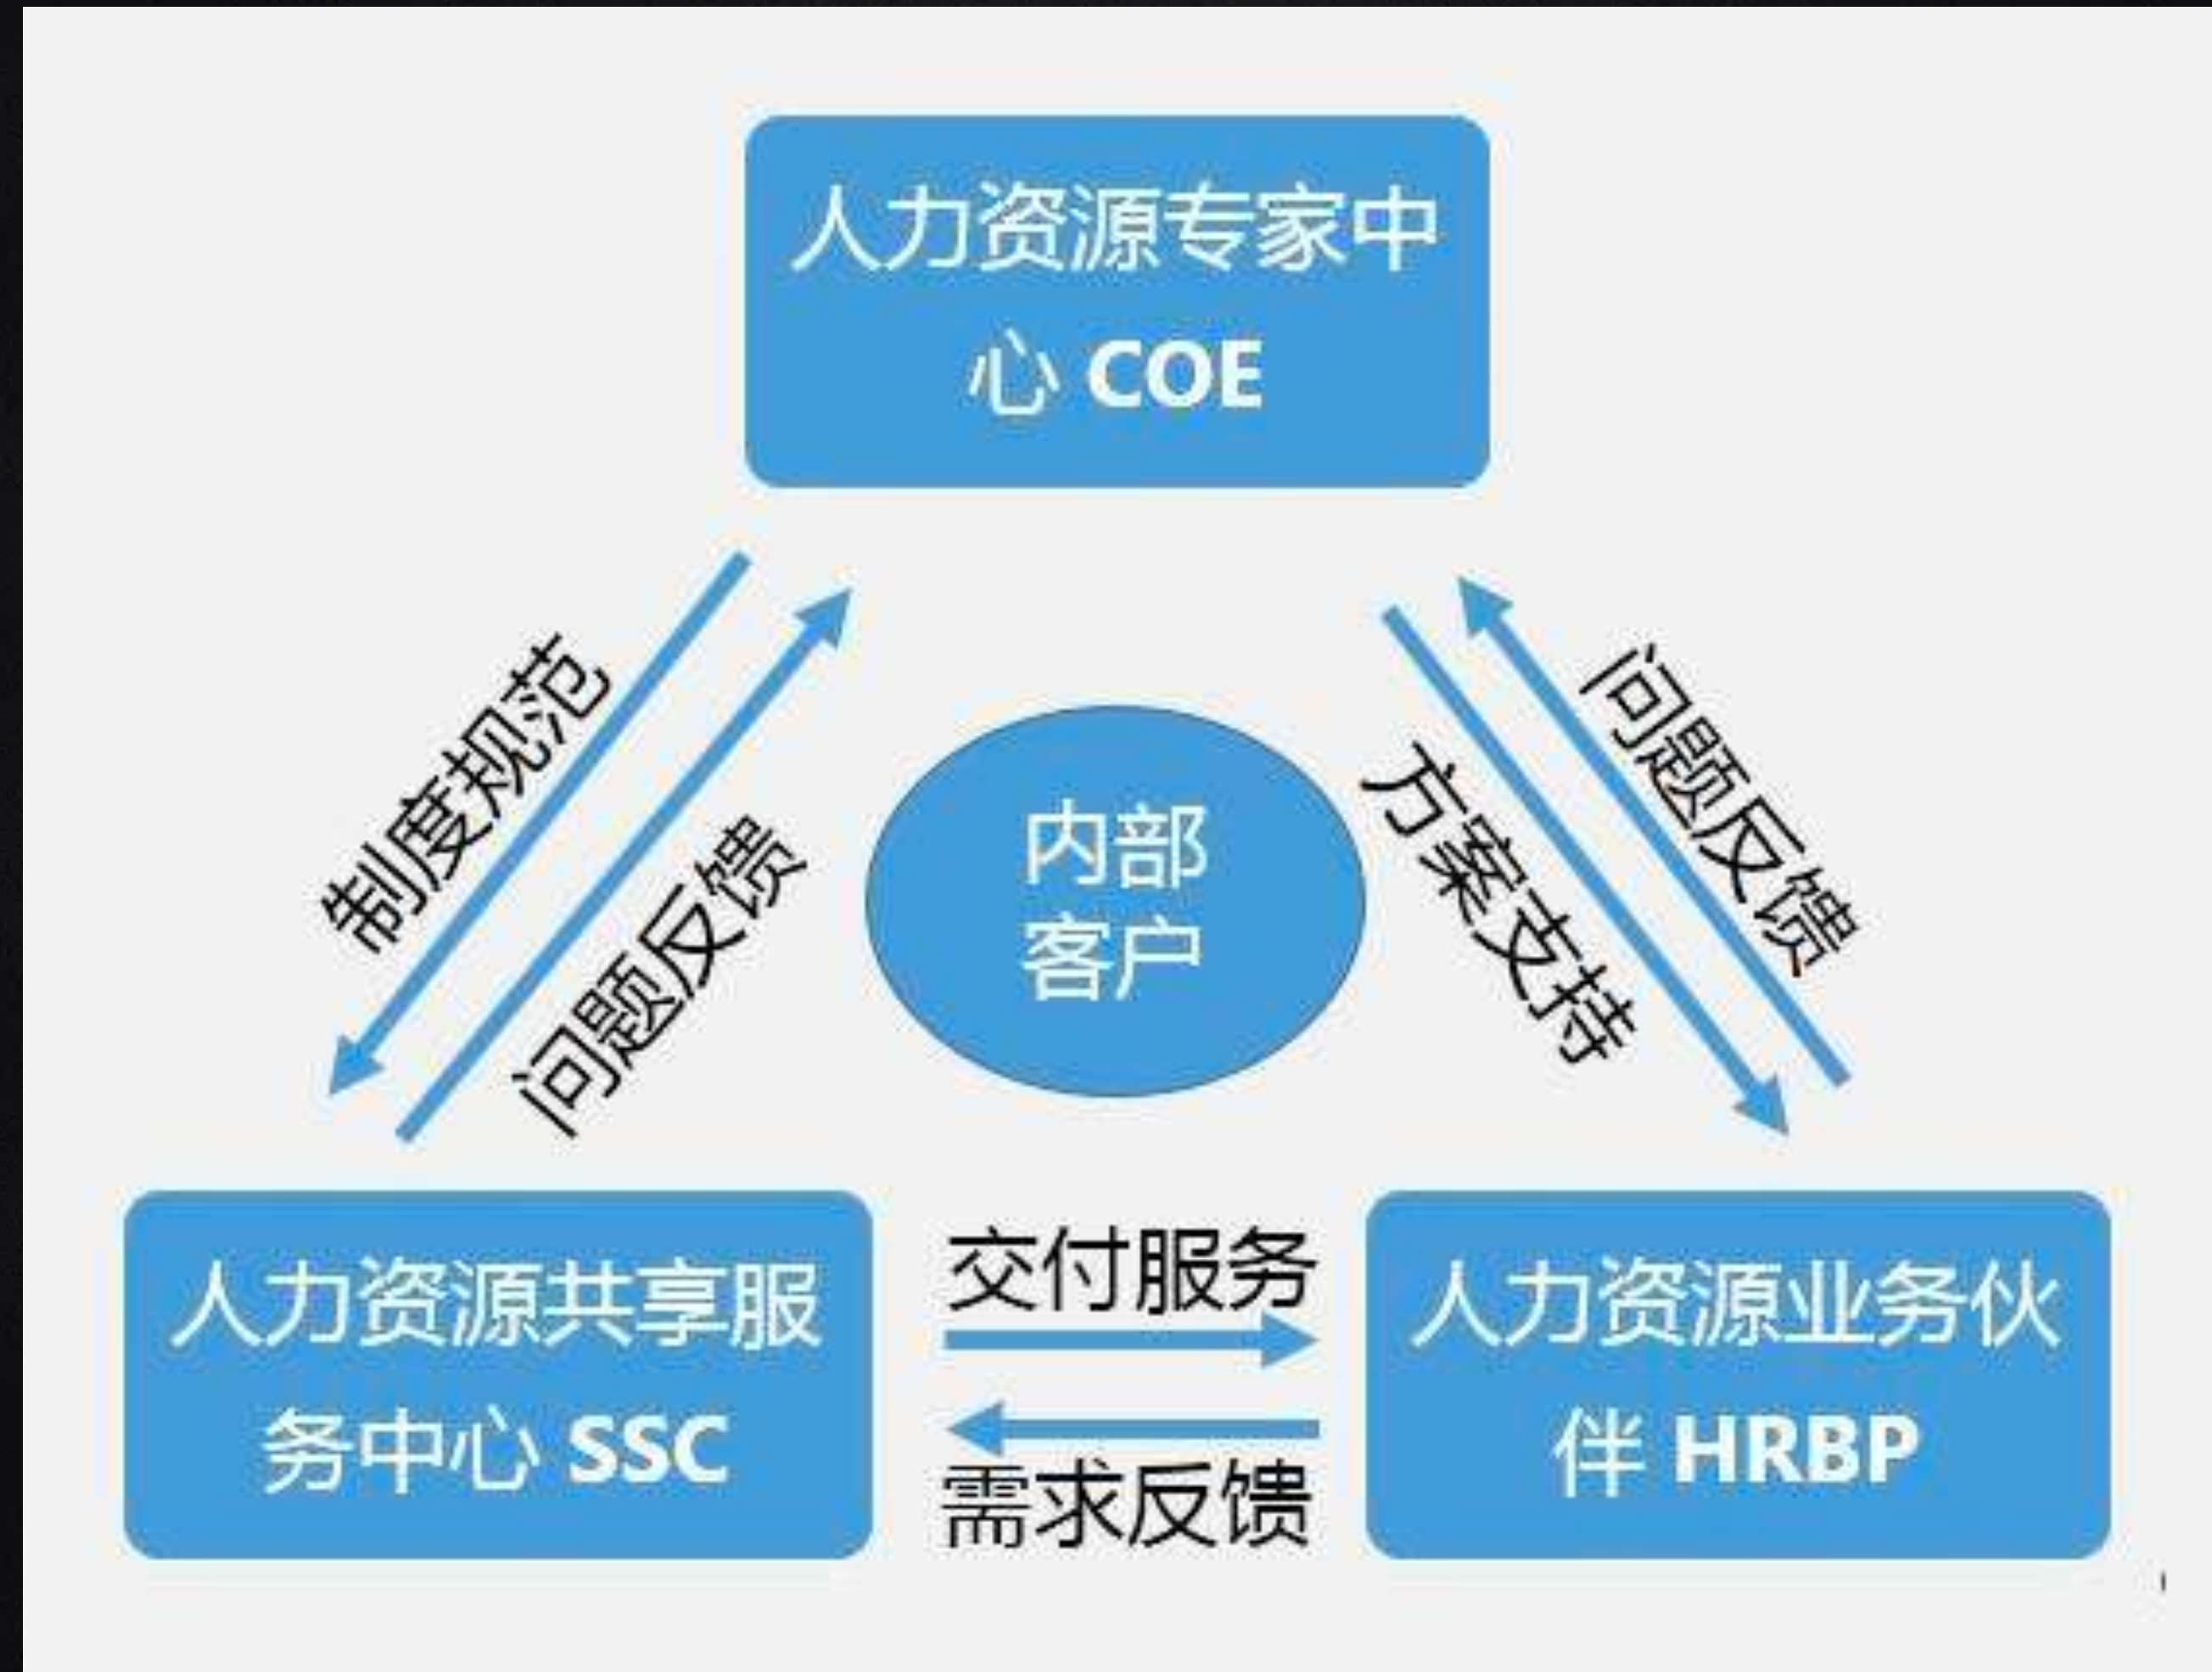 人力资源专家中
心 COE
制度规范
问题反馈
内部
客户
方案支持
问题反馈
人力资源共享服
务中心 SSC
交付服务
需求反馈
人力资源业务伙
伴 HRBP